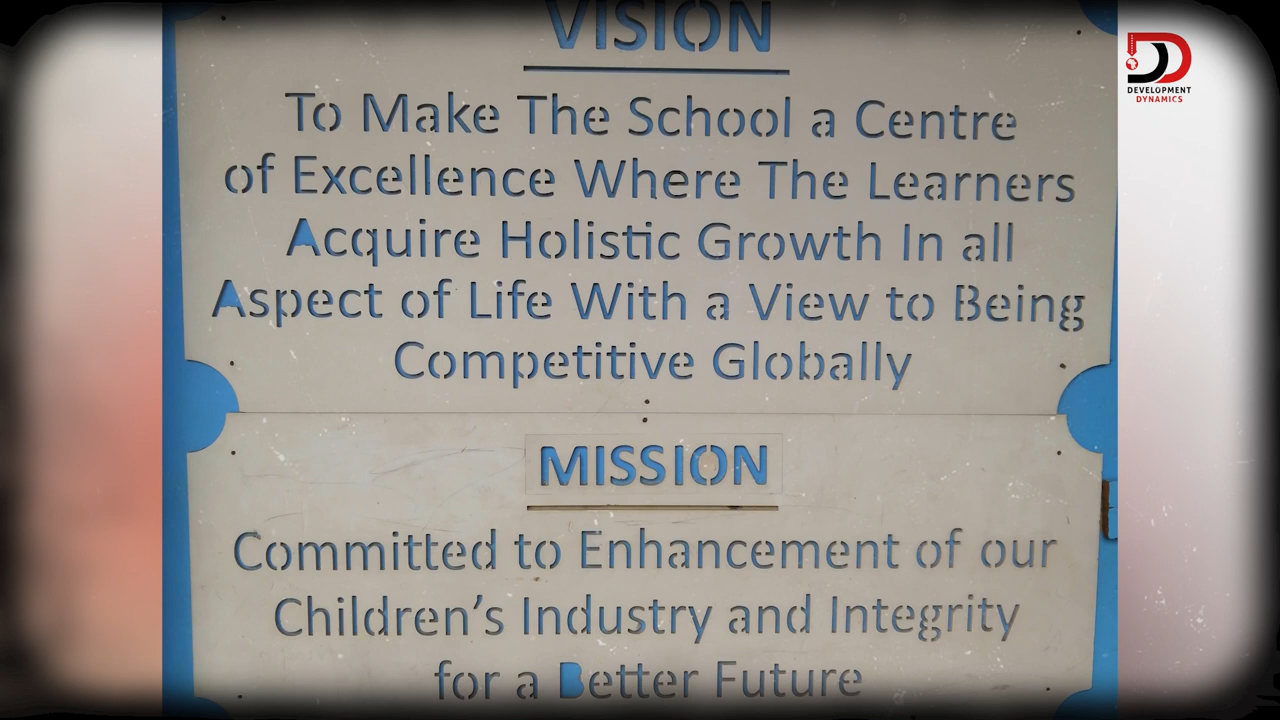 VISION
To Make The School a Centre
of Excellence Where The Learners
Acquire Holistic Growth In all
Aspect of Life With a View to Being
Competitive Globally
MISSION
Committed to Enhancement of our
Children's Industry and Integrity
for a Better Future
DEVELOPMENT
DYNAMICS